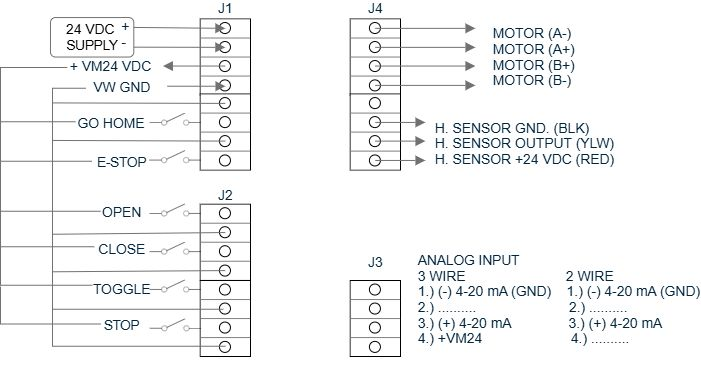 J1
24 VDC +
SUPPLY -
+ VM24 VDC
VW GND
GO HOME
E-STOP
J2
OPEN
CLOSE
TOGGLE
STOP
J4
MOTOR (A-)
MOTOR (A+)
MOTOR (B+)
MOTOR (B-)
H. SENSOR GND. (BLK)
H. SENSOR OUTPUT (YLW)
H. SENSOR +24 VDC (RED)
J3
ANALOG INPUT
3 WIRE
1.) (-) 4-20 mA (GND)
2.) ..........
3.) (+) 4-20 mA
4.) +VM24
2 WIRE
1.) (-) 4-20 mA (GND)
2.) ..........
3.) (+) 4-20 mA
4.) ..........